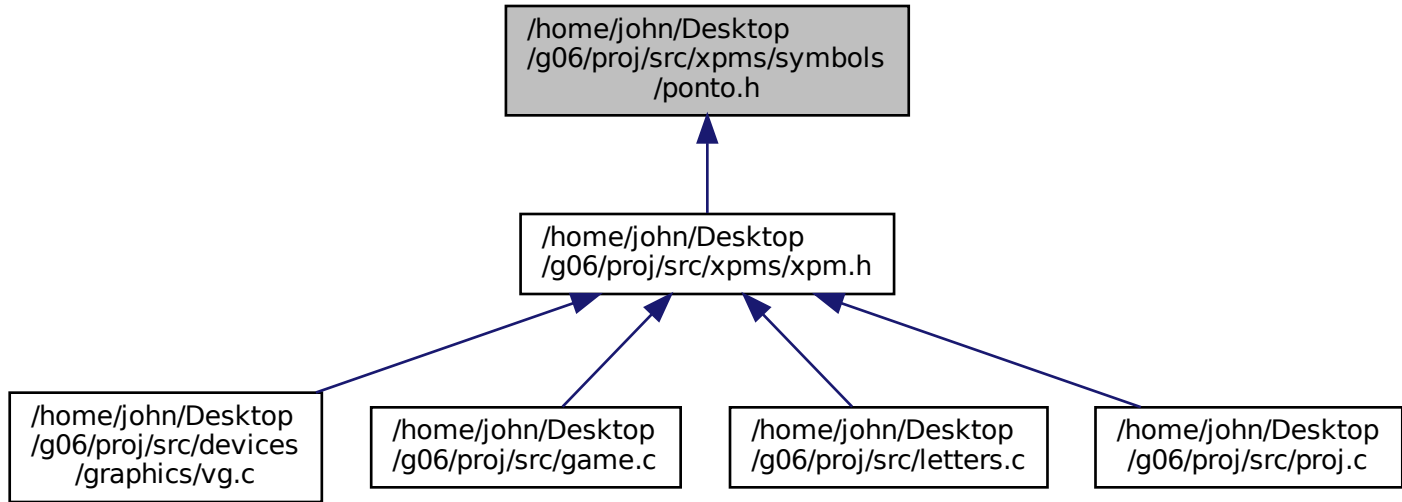 /home/john/Desktop
/g06/proj/src/xpms/symbols
/ponto.h
/home/john/Desktop
/g06/proj/src/xpms/xpm.h
/home/john/Desktop
/g06/proj/src/devices
/graphics/vg.c
/home/john/Desktop
/g06/proj/src/game.c
/home/john/Desktop
/g06/proj/src/letters.c
/home/john/Desktop
/g06/proj/src/proj.c